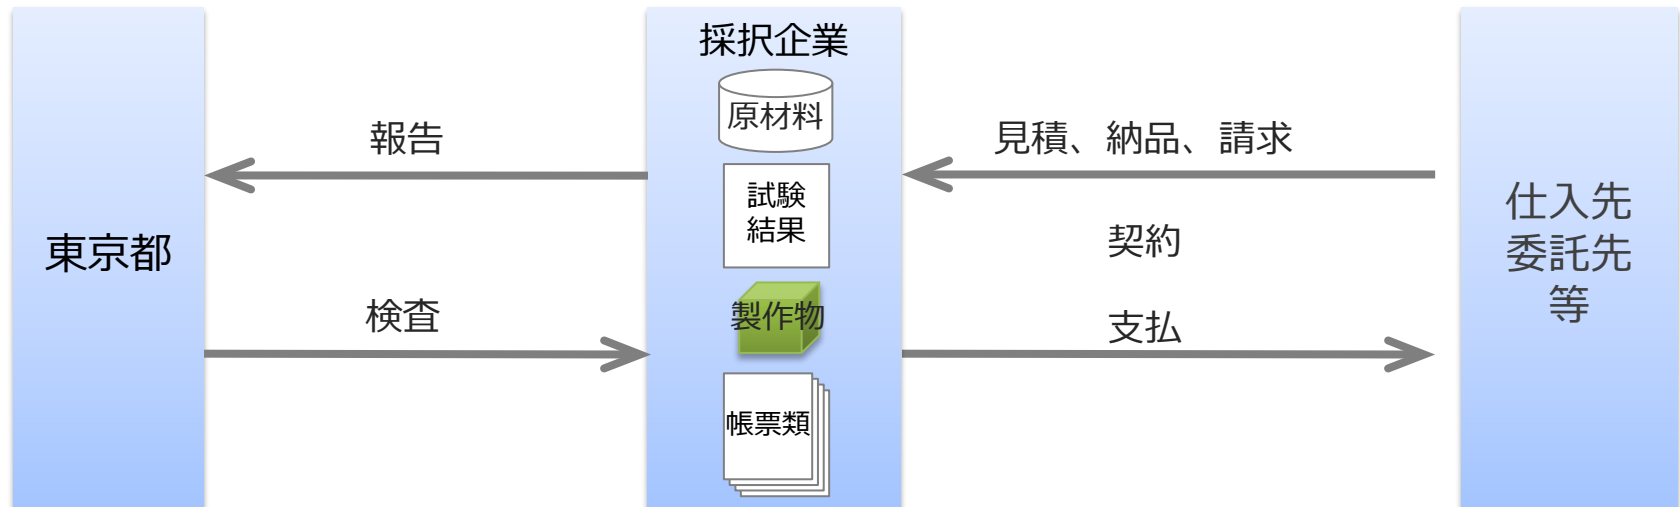 東京都
報告
検査
採択企業
原材料
試験
結果
製作物
帳票類
見積、納品、請求
契約
支払
仕入先
委託先
等